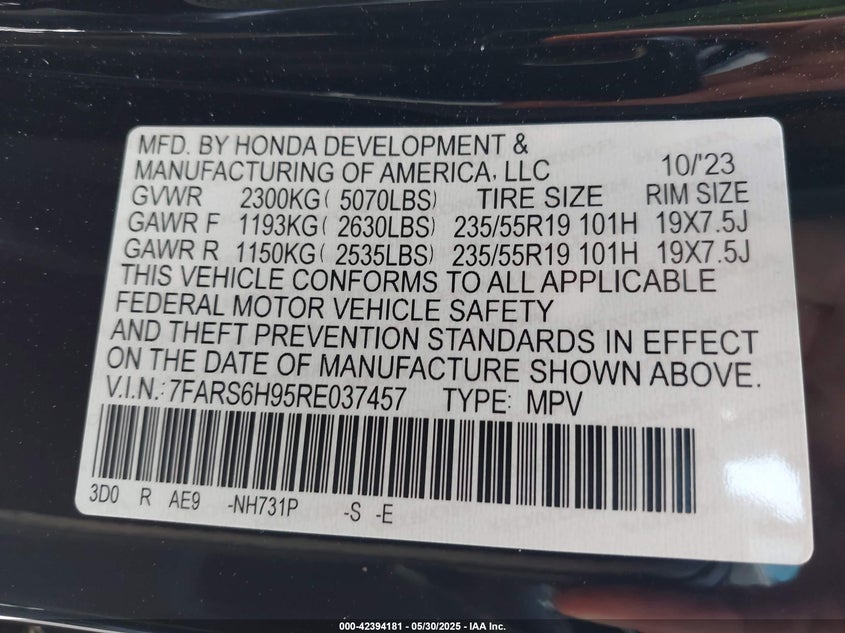 MFD. BY HONDA DEVELOPMENT &
MANUFACTURING OF AMERICA, LLC 10/'23
GVWR 2300KG( 5070LBS) TIRE SIZE RIM SIZE
GAWR F 1193KG( 2630LBS) 235/55R19 101H 19X7.5J
GAWR R 1150KG( 2535LBS) 235/55R19 101H 19X7.5J
THIS VEHICLE CONFORMS TO ALL APPLICABLE
FEDERAL MOTOR VEHICLE SAFETY
AND THEFT PREVENTION STANDARDS IN EFFECT
ON THE DATE OF MANUFACTURE SHOWN ABOVE.
V.I.N.: 7FARS6H95RE037457 TYPE: MPV
3D0 R AE9 -NH731P -S -E
000-42394181 - 05/30/2025 - IAA Inc.